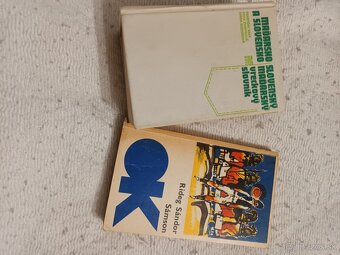 MAĎARSKO SLOVENSKÝ
A SLOVENSKO MAĎARSKÝ
vreckový
slovník
OK
Rideg Sándor
Samson